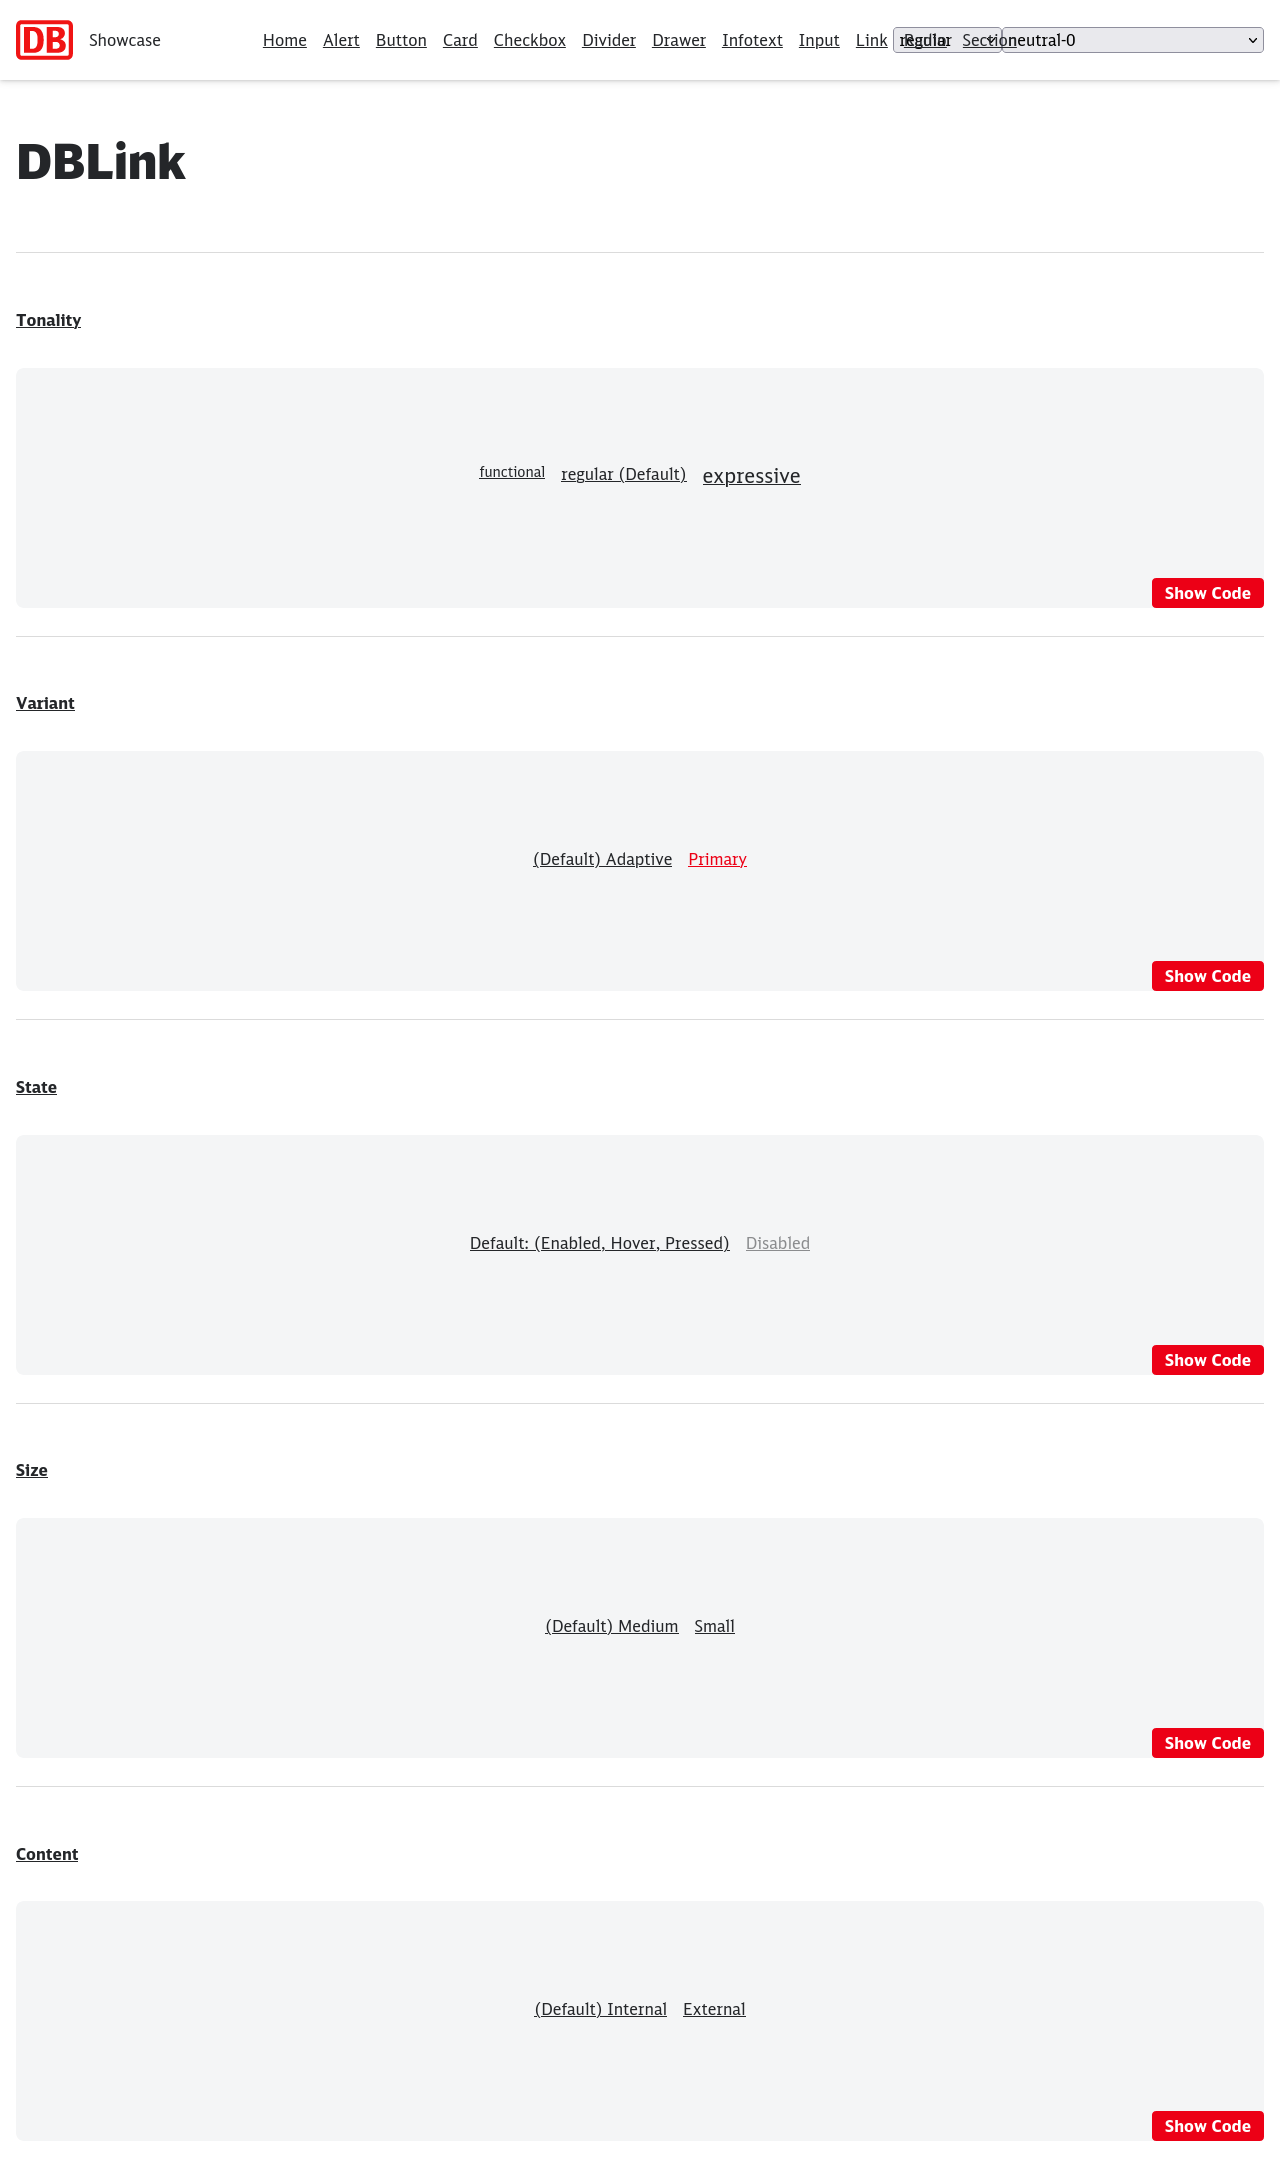 DB Showcase Home Alert Button Card Checkbox Divider Drawer Infotext Input Link Radio Section regular neutral-0
DBLink
Tonality
functional regular (Default) expressive
Show Code
Variant
(Default) Adaptive Primary
Show Code
State
Default: (Enabled, Hover, Pressed) Disabled
Show Code
Size
(Default) Medium Small
Show Code
Content
(Default) Internal External
Show Code